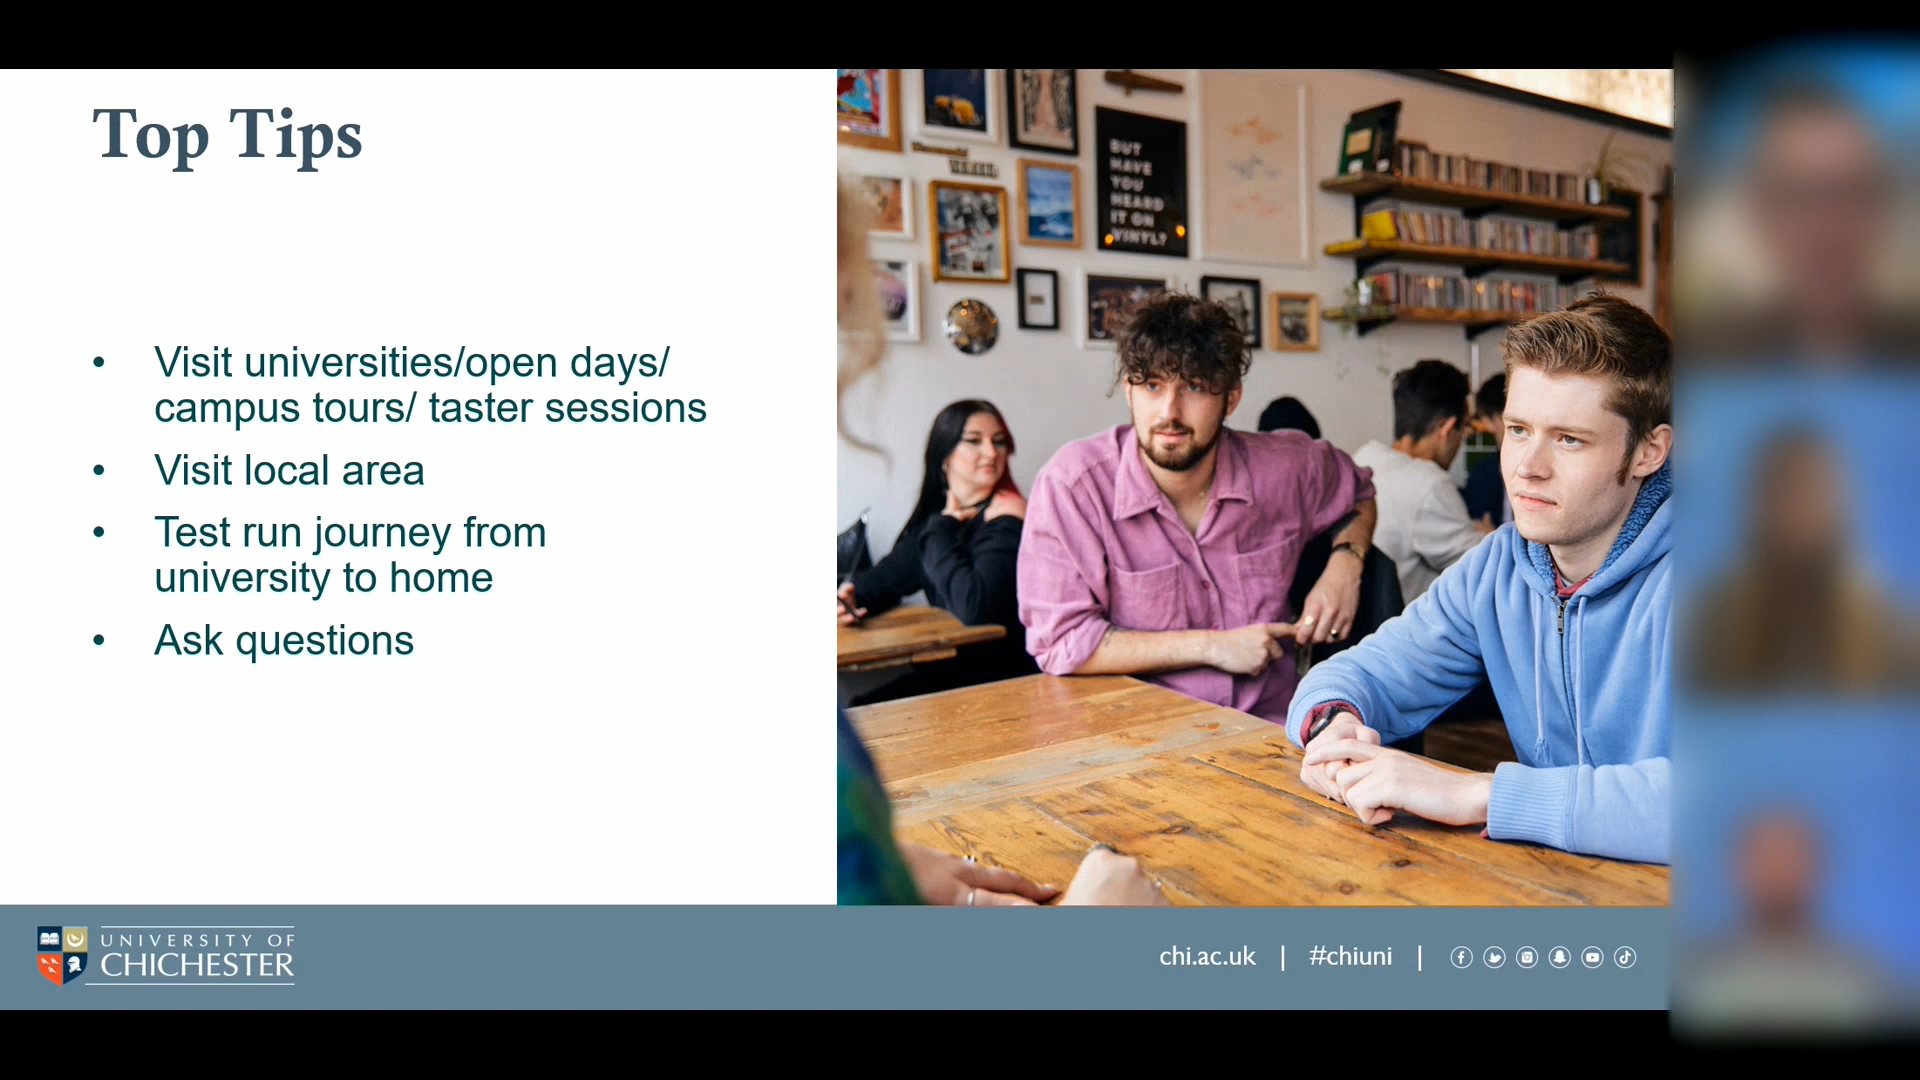 Top Tips
• Visit universities/open days/
campus tours/ taster sessions
• Visit local area
• Test run journey from
university to home
• Ask questions
BUT
HAVE
YOU
HEARD
IT ON
VINYL?
UNIVERSITY OF
CHICHESTER
chi.ac.uk | #chiuni |